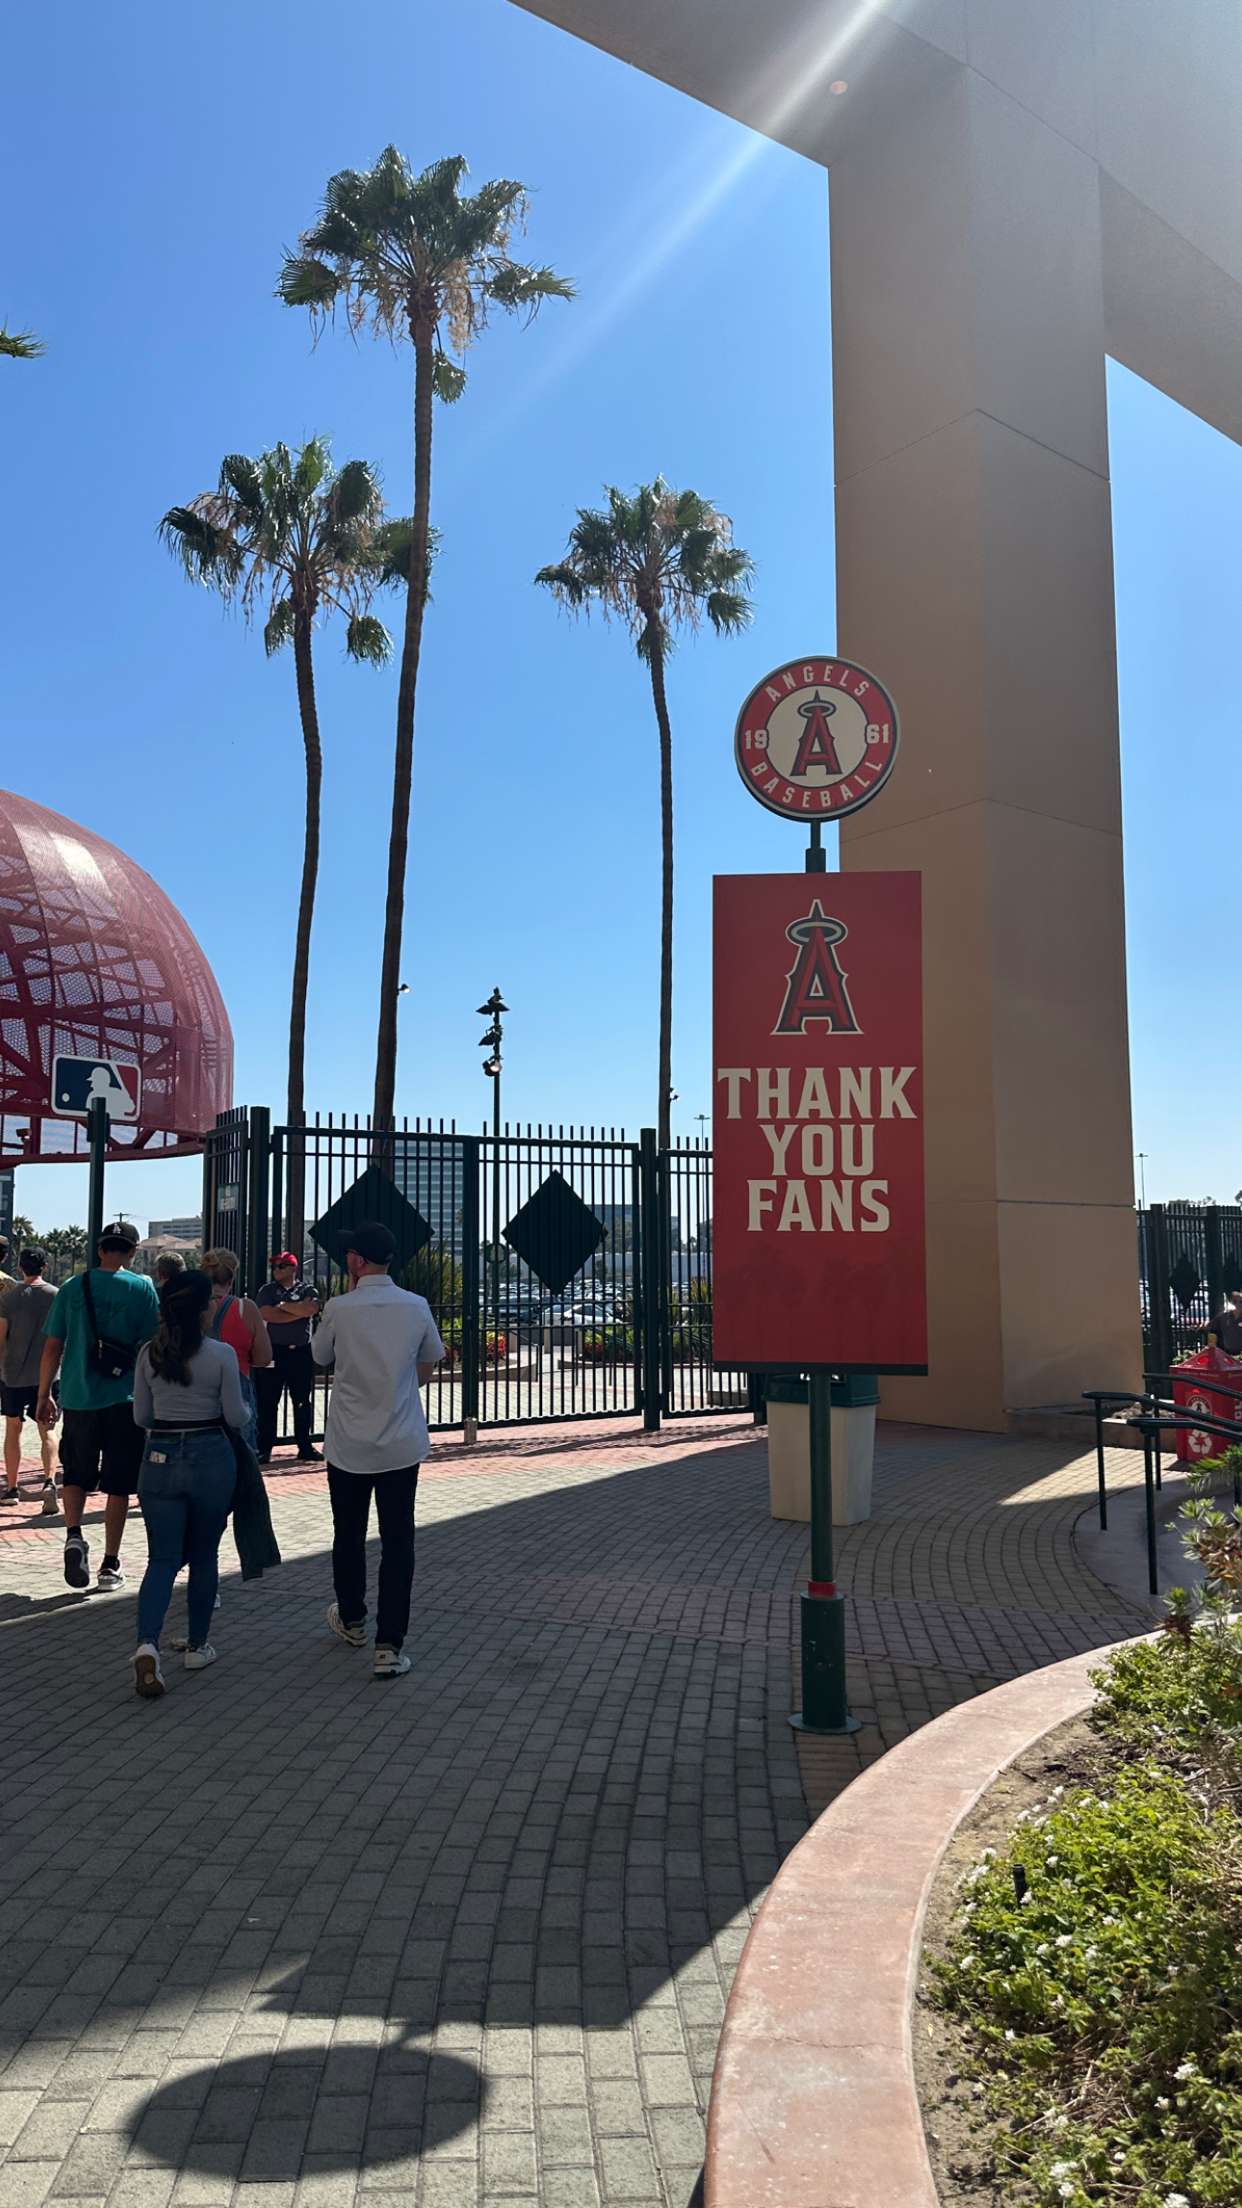 ANGELS
19 A 61
BASEBALL
A
THANK
YOU
FANS